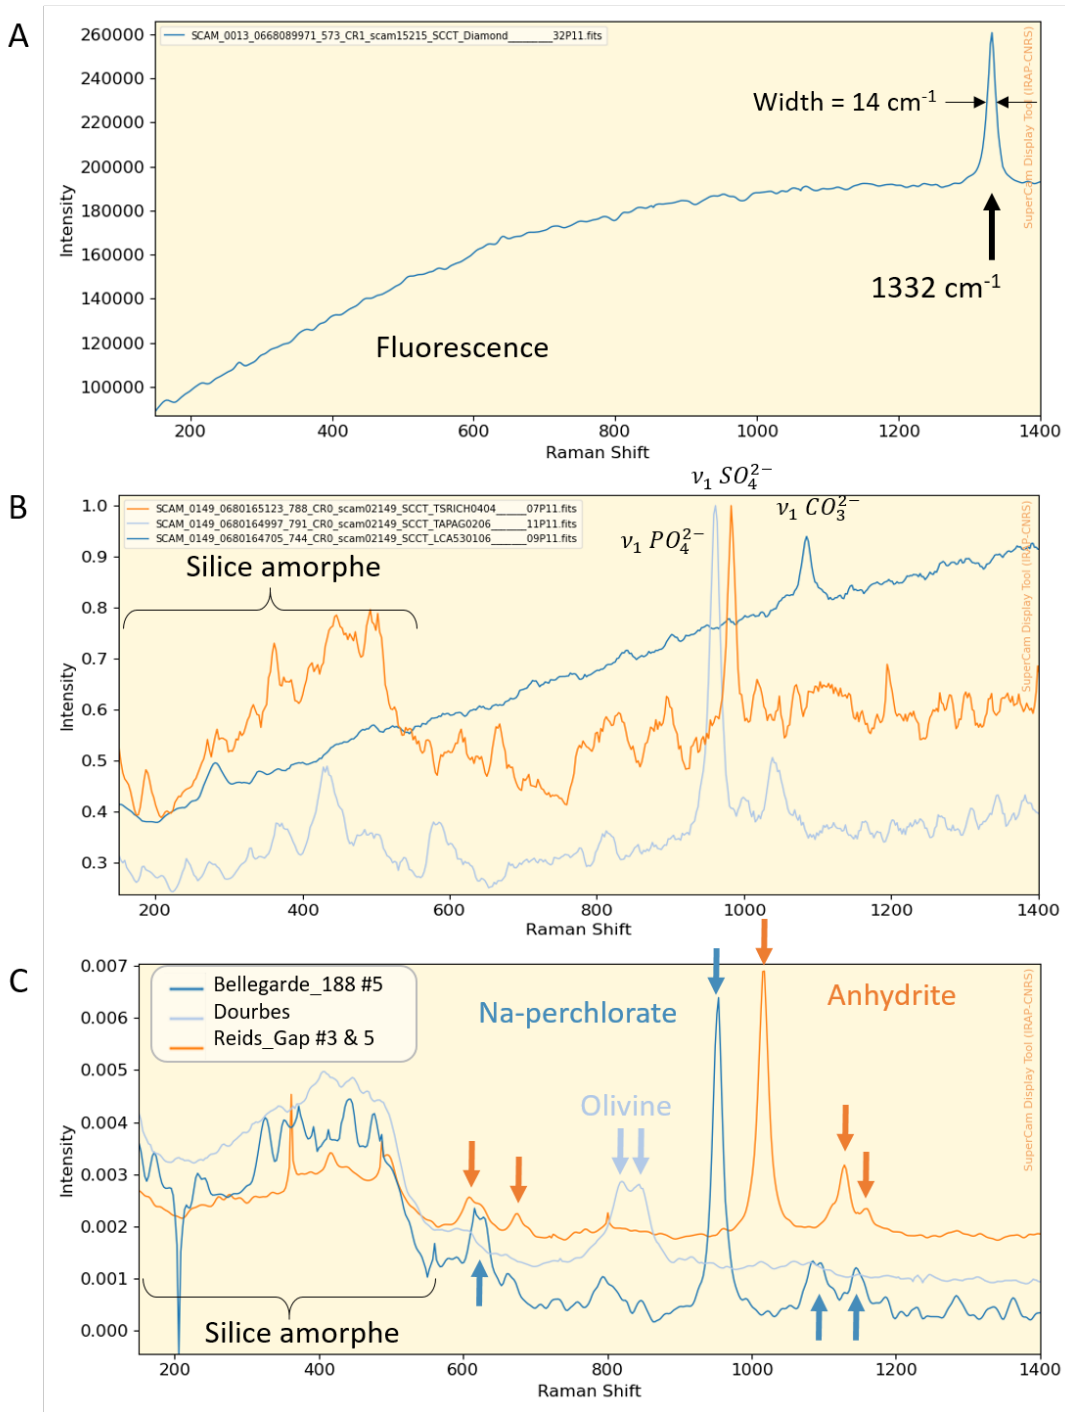 A
260000
240000
220000
200000
180000
160000
140000
120000
100000
Intensity
SCAM_0013_0668089971_573_CR1_scam15215_SCCT_Diamond________32P11.fits
Width = 14 cm-1
1332 cm-1
Fluorescence
SuperCam Display Tool (IRAP-CNRS)
200 400 600 800 1000 1200 1400
Raman Shift
B
ν1 SO4 2−
ν1 CO3 2−
ν1 PO4 2−
SCAM_0149_0680165123_788_CR0_scam02149_SCCT_TSRICH0404______07P11.fits
SCAM_0149_0680164997_791_CR0_scam02149_SCCT_TAPAG0206______11P11.fits
SCAM_0149_0680164705_744_CR0_scam02149_SCCT_LCA530106______09P11.fits
Silice amorphe
1.0
0.9
0.8
0.7
0.6
0.5
0.4
0.3
Intensity
SuperCam Display Tool (IRAP-CNRS)
200 400 600 800 1000 1200 1400
Raman Shift
C
0.007
0.006
0.005
0.004
0.003
0.002
0.001
0.000
Intensity
Bellegarde_188 #5
Dourbes
Reids_Gap #3 & 5
Na-perchlorate
Anhydrite
Olivine
Silice amorphe
SuperCam Display Tool (IRAP-CNRS)
200 400 600 800 1000 1200 1400
Raman Shift